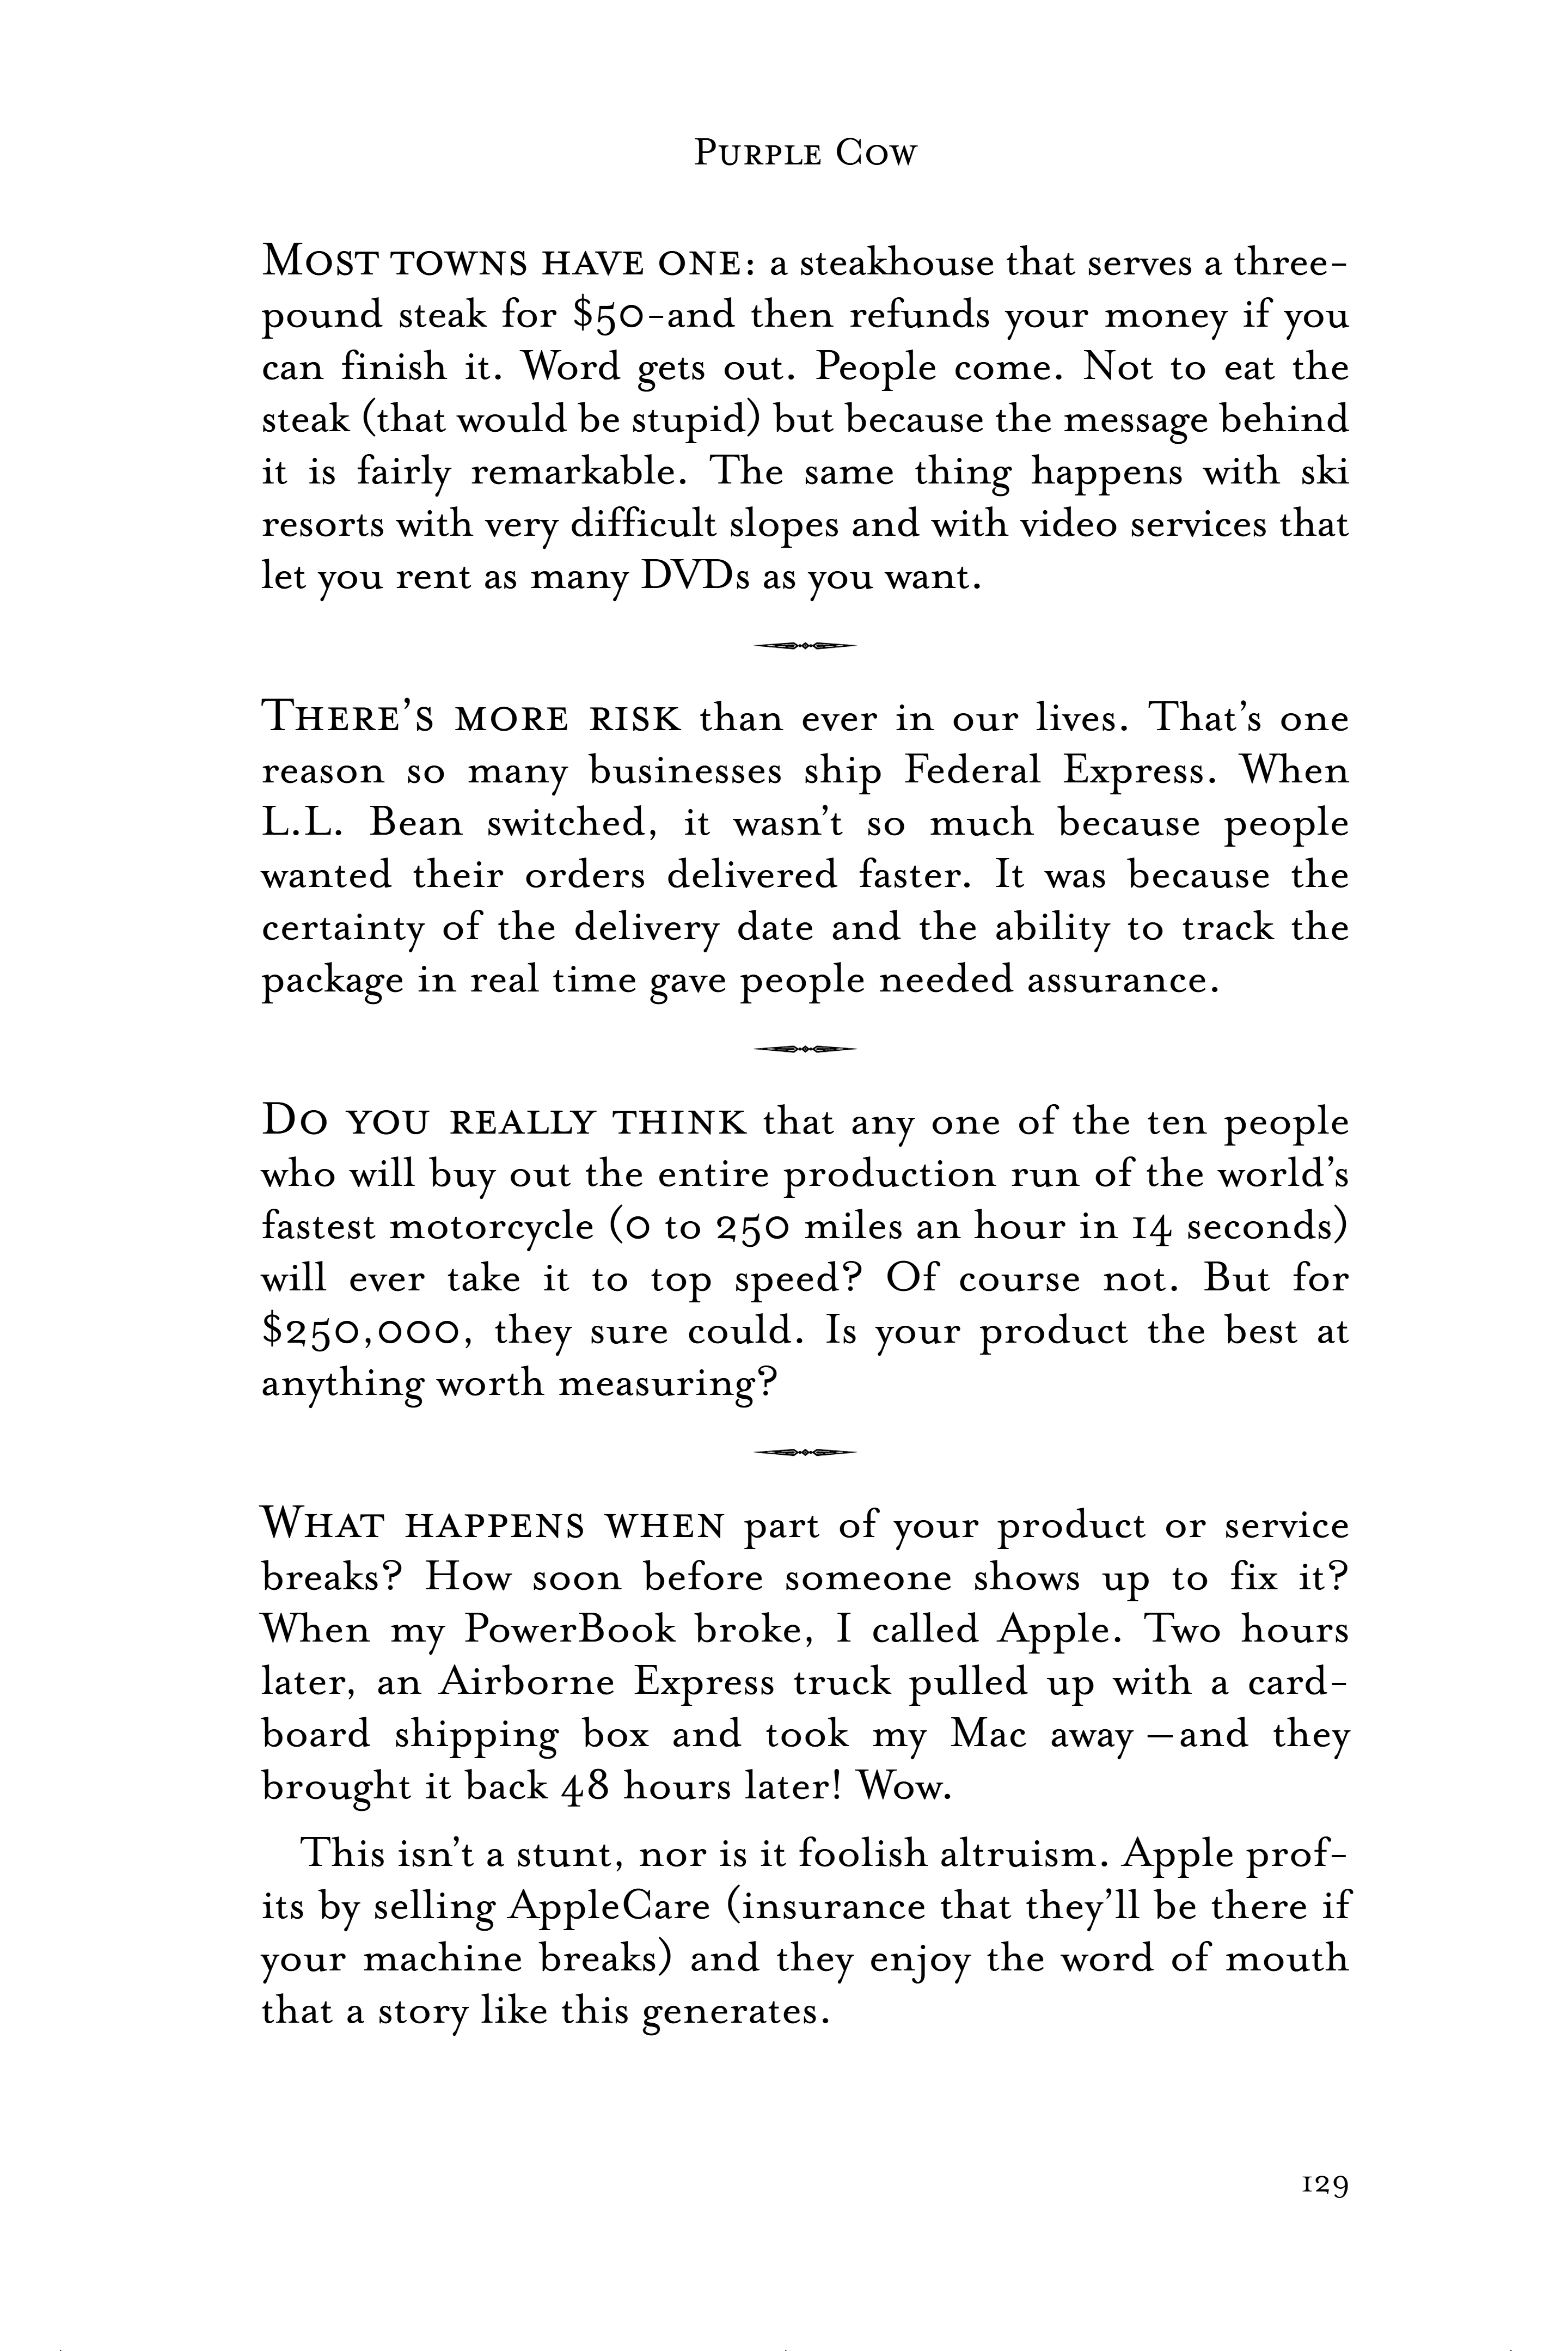 Purple Cow
Most towns have one: a steakhouse that serves a three-
pound steak for $50-and then refunds your money if you
can finish it. Word gets out. People come. Not to eat the
steak (that would be stupid) but because the message behind
it is fairly remarkable. The same thing happens with ski
resorts with very difficult slopes and with video services that
let you rent as many DVDs as you want.
There's more risk than ever in our lives. That's one
reason so many businesses ship Federal Express. When
L.L. Bean switched, it wasn't so much because people
wanted their orders delivered faster. It was because the
certainty of the delivery date and the ability to track the
package in real time gave people needed assurance.
Do you really think that any one of the ten people
who will buy out the entire production run of the world's
fastest motorcycle (0 to 250 miles an hour in 14 seconds)
will ever take it to top speed? Of course not. But for
$250,000, they sure could. Is your product the best at
anything worth measuring?
What happens when part of your product or service
breaks? How soon before someone shows up to fix it?
When my PowerBook broke, I called Apple. Two hours
later, an Airborne Express truck pulled up with a card-
board shipping box and took my Mac away —and they
brought it back 48 hours later! Wow.
This isn't a stunt, nor is it foolish altruism. Apple prof-
its by selling AppleCare (insurance that they'll be there if
your machine breaks) and they enjoy the word of mouth
that a story like this generates.
129